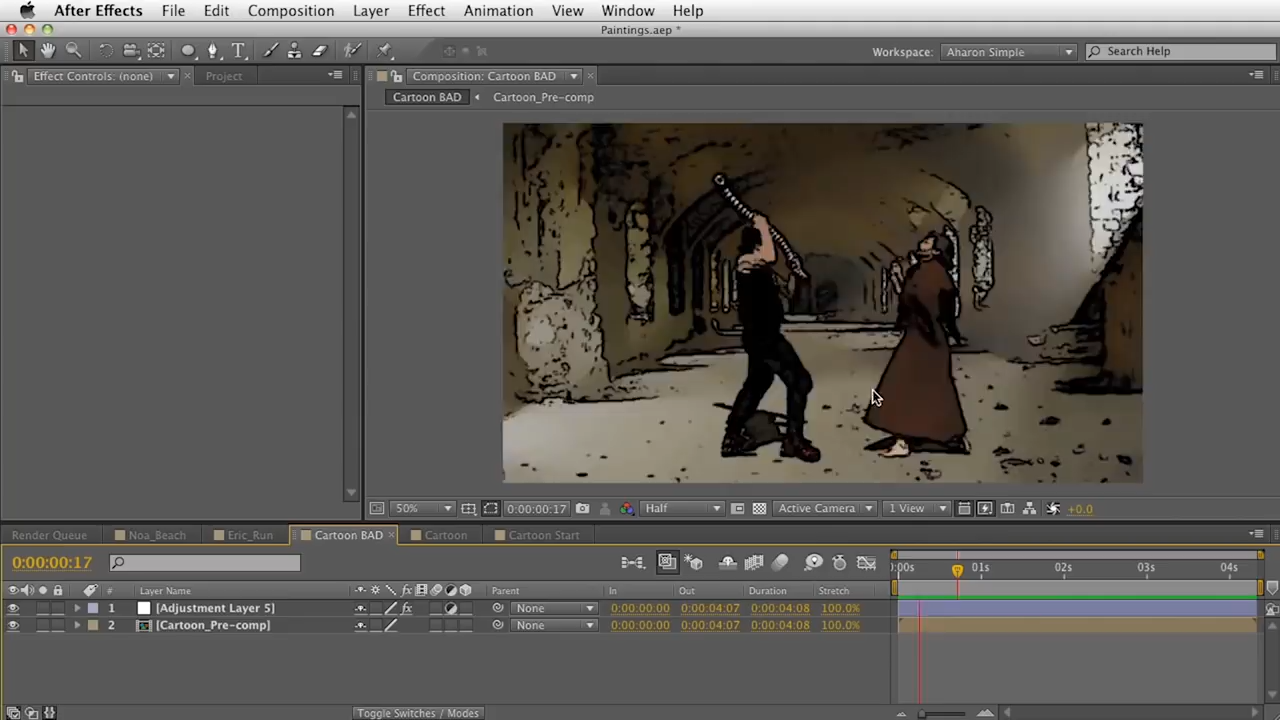 After Effects File Edit Composition Layer Effect Animation View Window Help
Paintings.aep *
Workspace: Aharon Simple Search Help
Effect Controls: (none) Project Composition: Cartoon BAD
Cartoon BAD Cartoon_Pre-comp
50% 0:00:00:17 Half Active Camera 1 View +0.0
Render Queue Noa_Beach Eric_Run Cartoon BAD Cartoon Cartoon Start
0:00:00:17 :00s 01s 02s 03s 04s
# Layer Name Parent In Out Duration Stretch
1 [Adjustment Layer 5] None 0:00:00:00 0:00:04:07 0:00:04:08 100.0%
2 [Cartoon_Pre-comp] None 0:00:00:00 0:00:04:07 0:00:04:08 100.0%
Toggle Switches / Modes